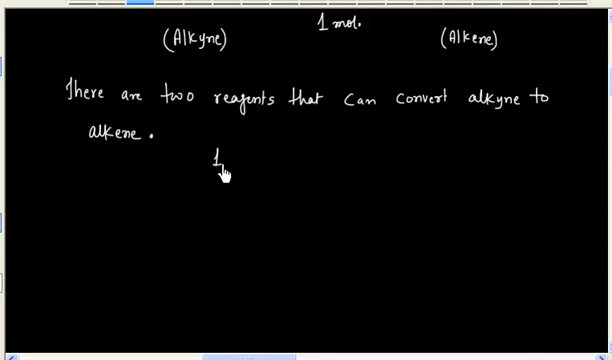 1 mol.
(Alkyne) (Alkene)
There are two reagents that can convert alkyne to
alkene.
1